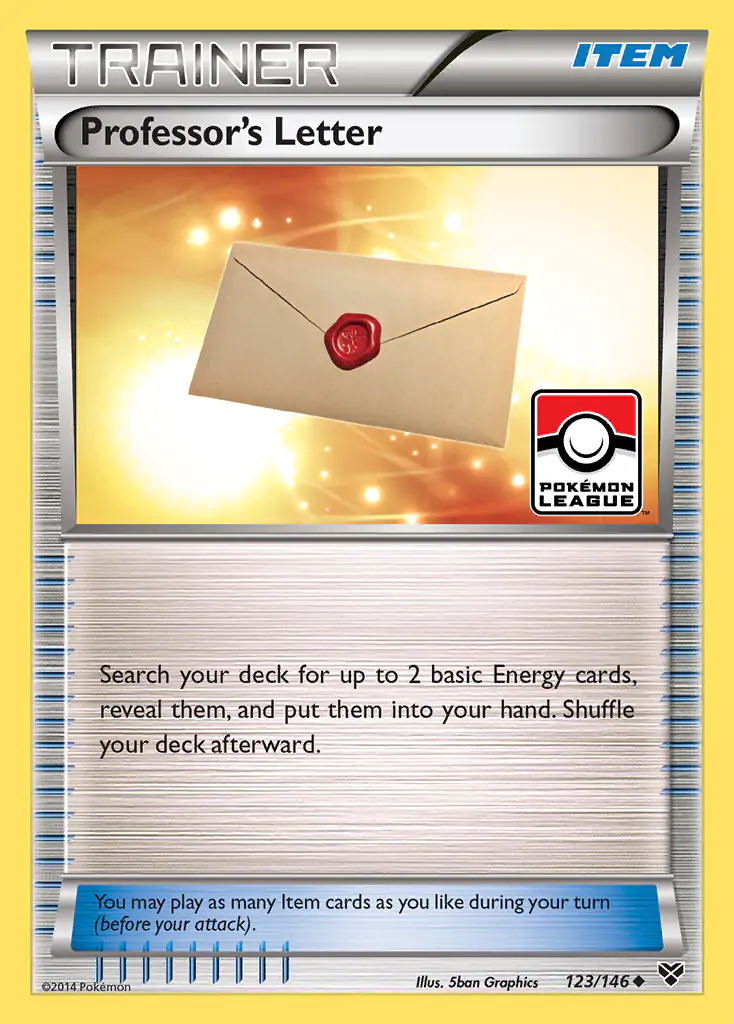 TRAINER
ITEM
Professor's Letter
POKÉMON
LEAGUE
™
Search your deck for up to 2 basic Energy cards,
reveal them, and put them into your hand. Shuffle
your deck afterward.
You may play as many Item cards as you like during your turn
(before your attack).
©2014 Pokémon
Illus. 5ban Graphics
123/146
XY